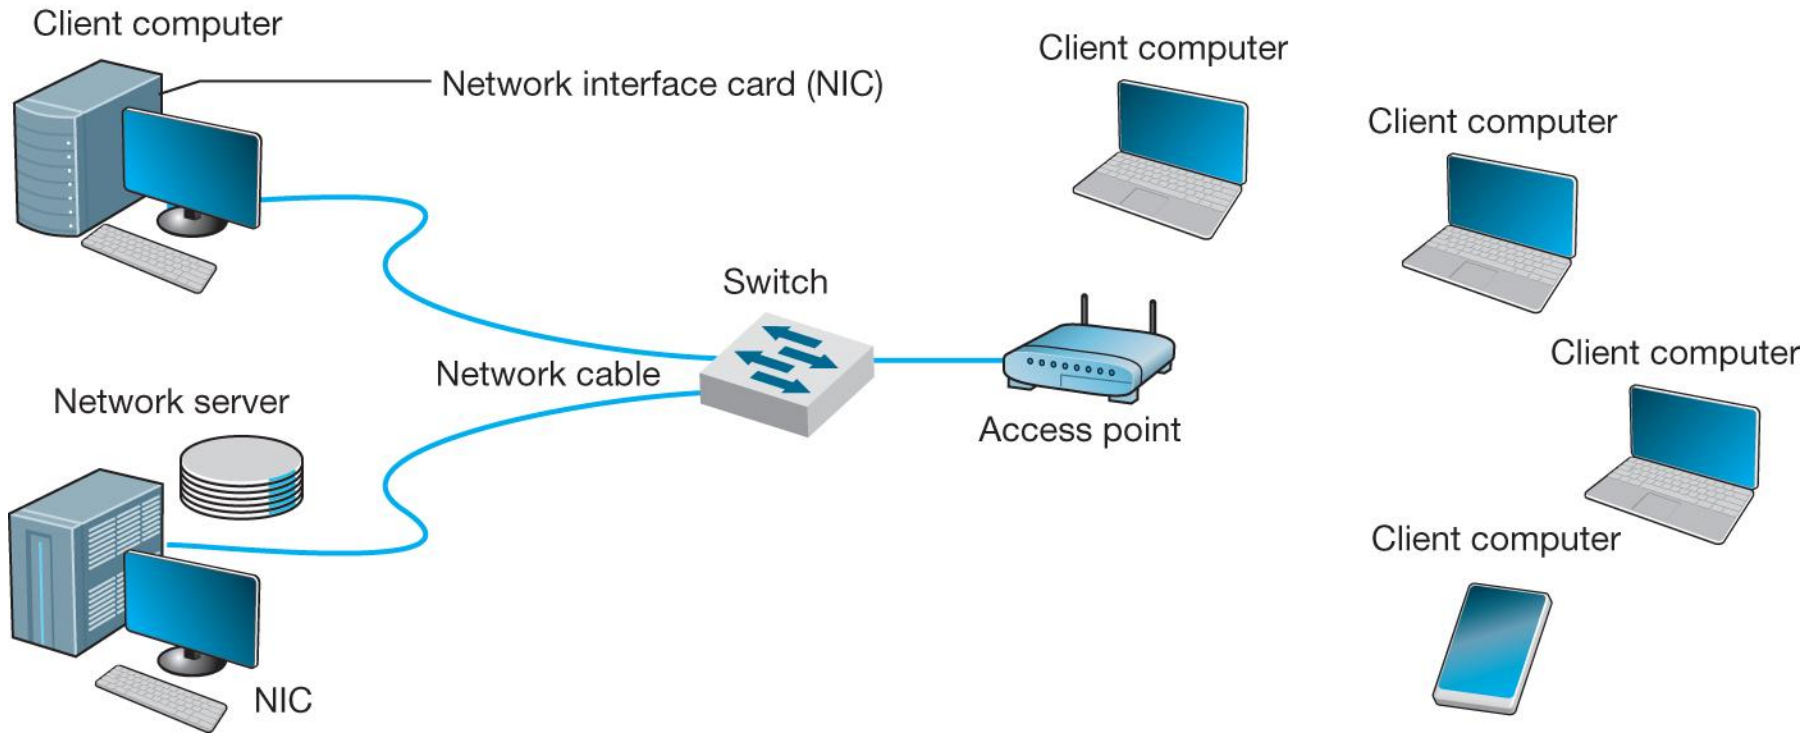 Client computer
Network interface card (NIC)
Client computer
Client computer
Switch
Network cable
Client computer
Network server
Access point
Client computer
NIC